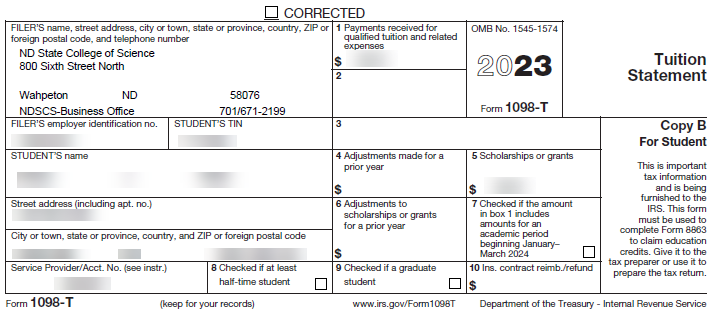 CORRECTED
FILER'S name, street address, city or town, state or province, country, ZIP or
foreign postal code, and telephone number
ND State College of Science
800 Sixth Street North
Wahpeton ND 58076
NDSCS-Business Office 701/671-2199
1 Payments received for
qualified tuition and related
expenses
$
2
OMB No. 1545-1574
2023
Form 1098-T
Tuition
Statement
FILER'S employer identification no.
STUDENT'S TIN
3
Copy B
For Student
This is important
tax information
and is being
furnished to the
IRS. This form
must be used to
complete Form 8863
to claim education
credits. Give it to the
tax preparer or use it to
prepare the tax return.
STUDENT'S name
4 Adjustments made for a
prior year
$
5 Scholarships or grants
$
Street address (including apt. no.)
6 Adjustments to
scholarships or grants
for a prior year
$
7 Checked if the amount
in box 1 includes
amounts for an
academic period
beginning January–
March 2024
City or town, state or province, country, and ZIP or foreign postal code
Service Provider/Acct. No. (see instr.)
8 Checked if at least
half-time student
9 Checked if a graduate
student
10 Ins. contract reimb./refund
$
Form 1098-T (keep for your records) www.irs.gov/Form1098T Department of the Treasury - Internal Revenue Service